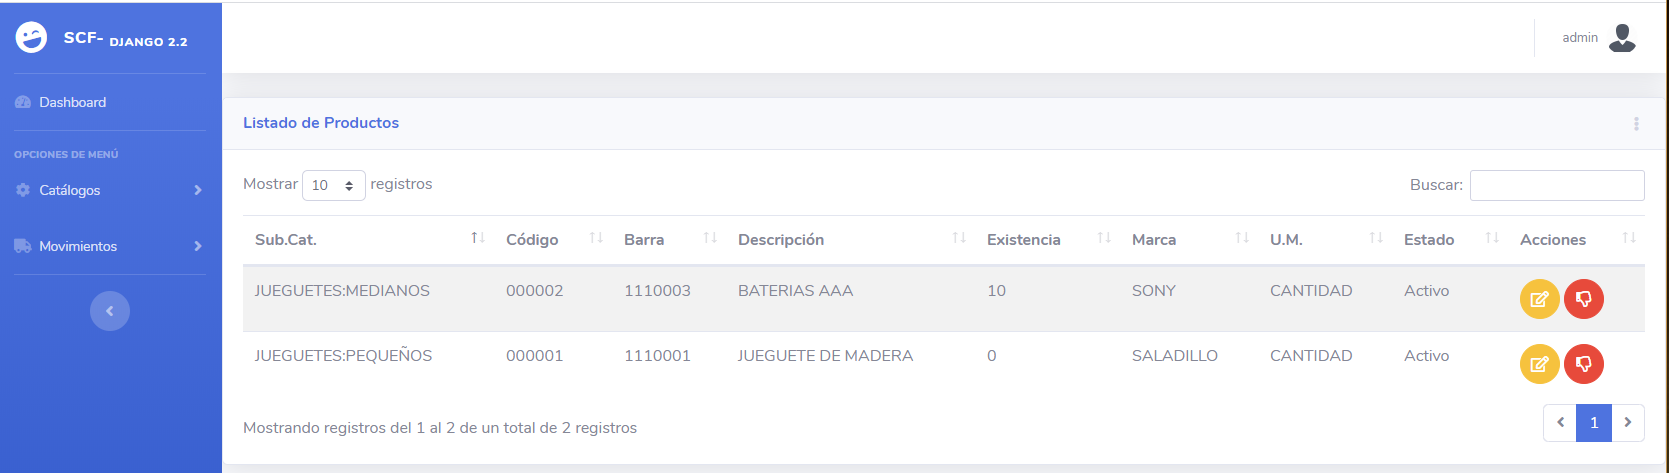 SCF- DJANGO 2.2
admin
Dashboard
OPCIONES DE MENÚ
Catálogos
Movimientos
Listado de Productos
Mostrar 10 registros
Buscar:
Sub.Cat. Código Barra Descripción Existencia Marca U.M. Estado Acciones
JUEGUETES:MEDIANOS 000002 1110003 BATERIAS AAA 10 SONY CANTIDAD Activo
JUEGUETES:PEQUEÑOS 000001 1110001 JUEGUETE DE MADERA 0 SALADILLO CANTIDAD Activo
Mostrando registros del 1 al 2 de un total de 2 registros
1